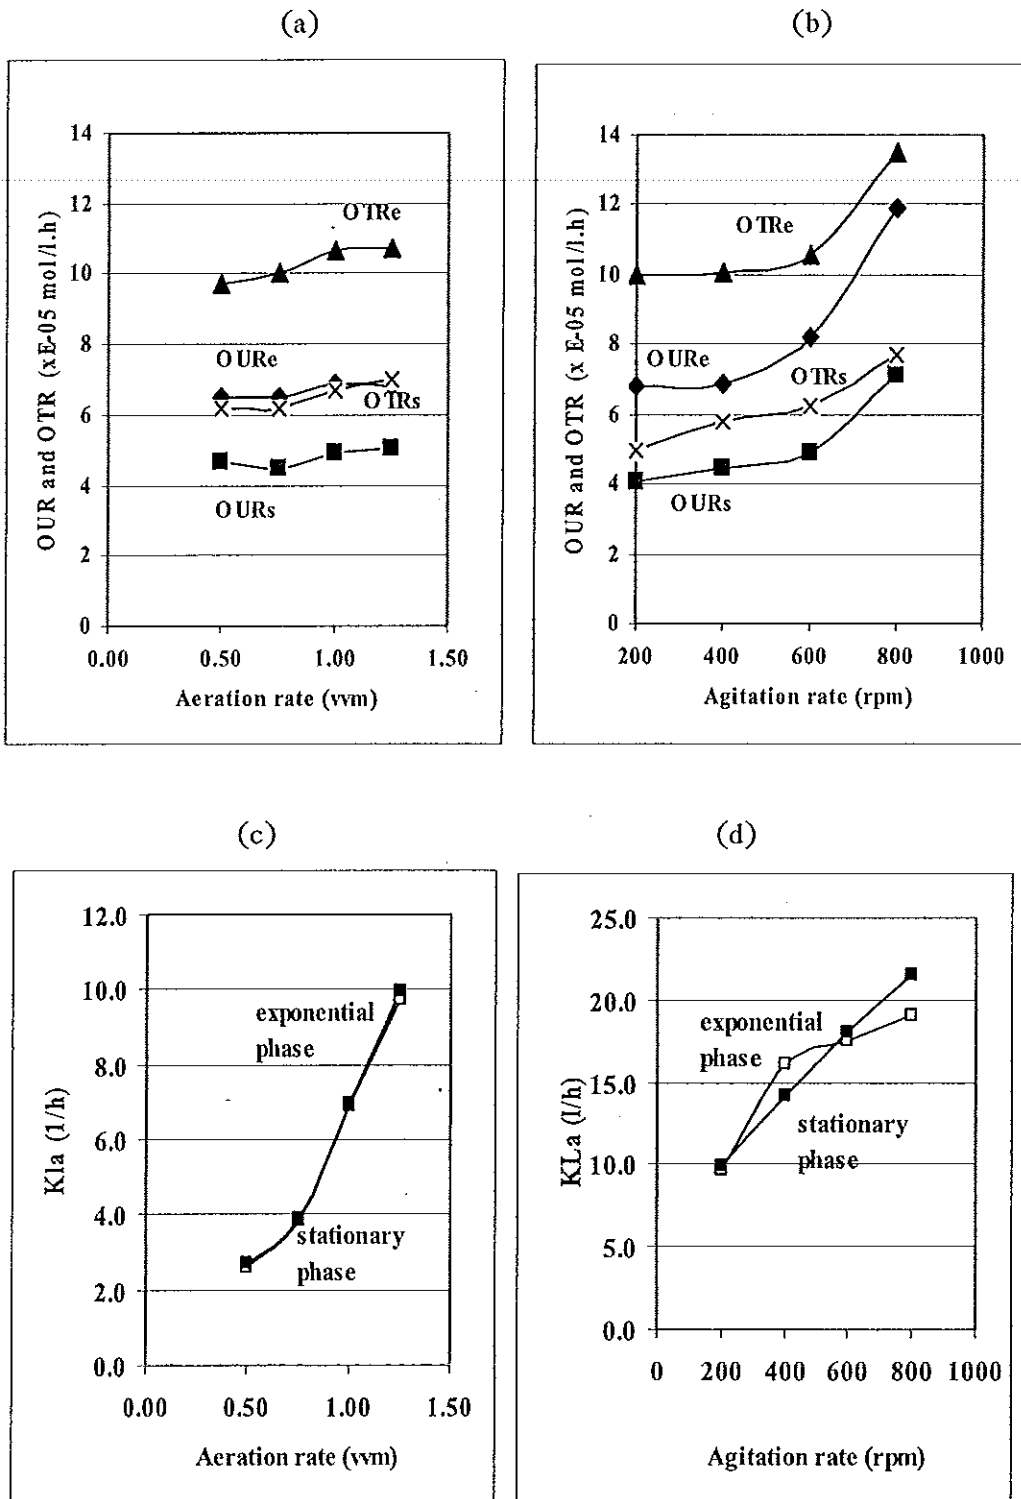 (a)
14
12
10
8
6
4
2
0
OUR and OTR (xE-05 mol/l.h)
OTRe
OURe
OTRs
OURs
0.00 0.50 1.00 1.50
Aeration rate (vvm)
(b)
14
12
10
8
6
4
2
0
OUR and OTR (x E-05 mol/l.h)
OTRe
OURe
OTRs
OURs
200 400 600 800 1000
Agitation rate (rpm)
(c)
12.0
10.0
8.0
6.0
4.0
2.0
0.0
Kla (1/h)
exponential
phase
stationary
phase
0.00 0.50 1.00 1.50
Aeration rate (vvm)
(d)
25.0
20.0
15.0
10.0
5.0
0.0
KLa (1/h)
exponential
phase
stationary
phase
0 200 400 600 800 1000
Agitation rate (rpm)